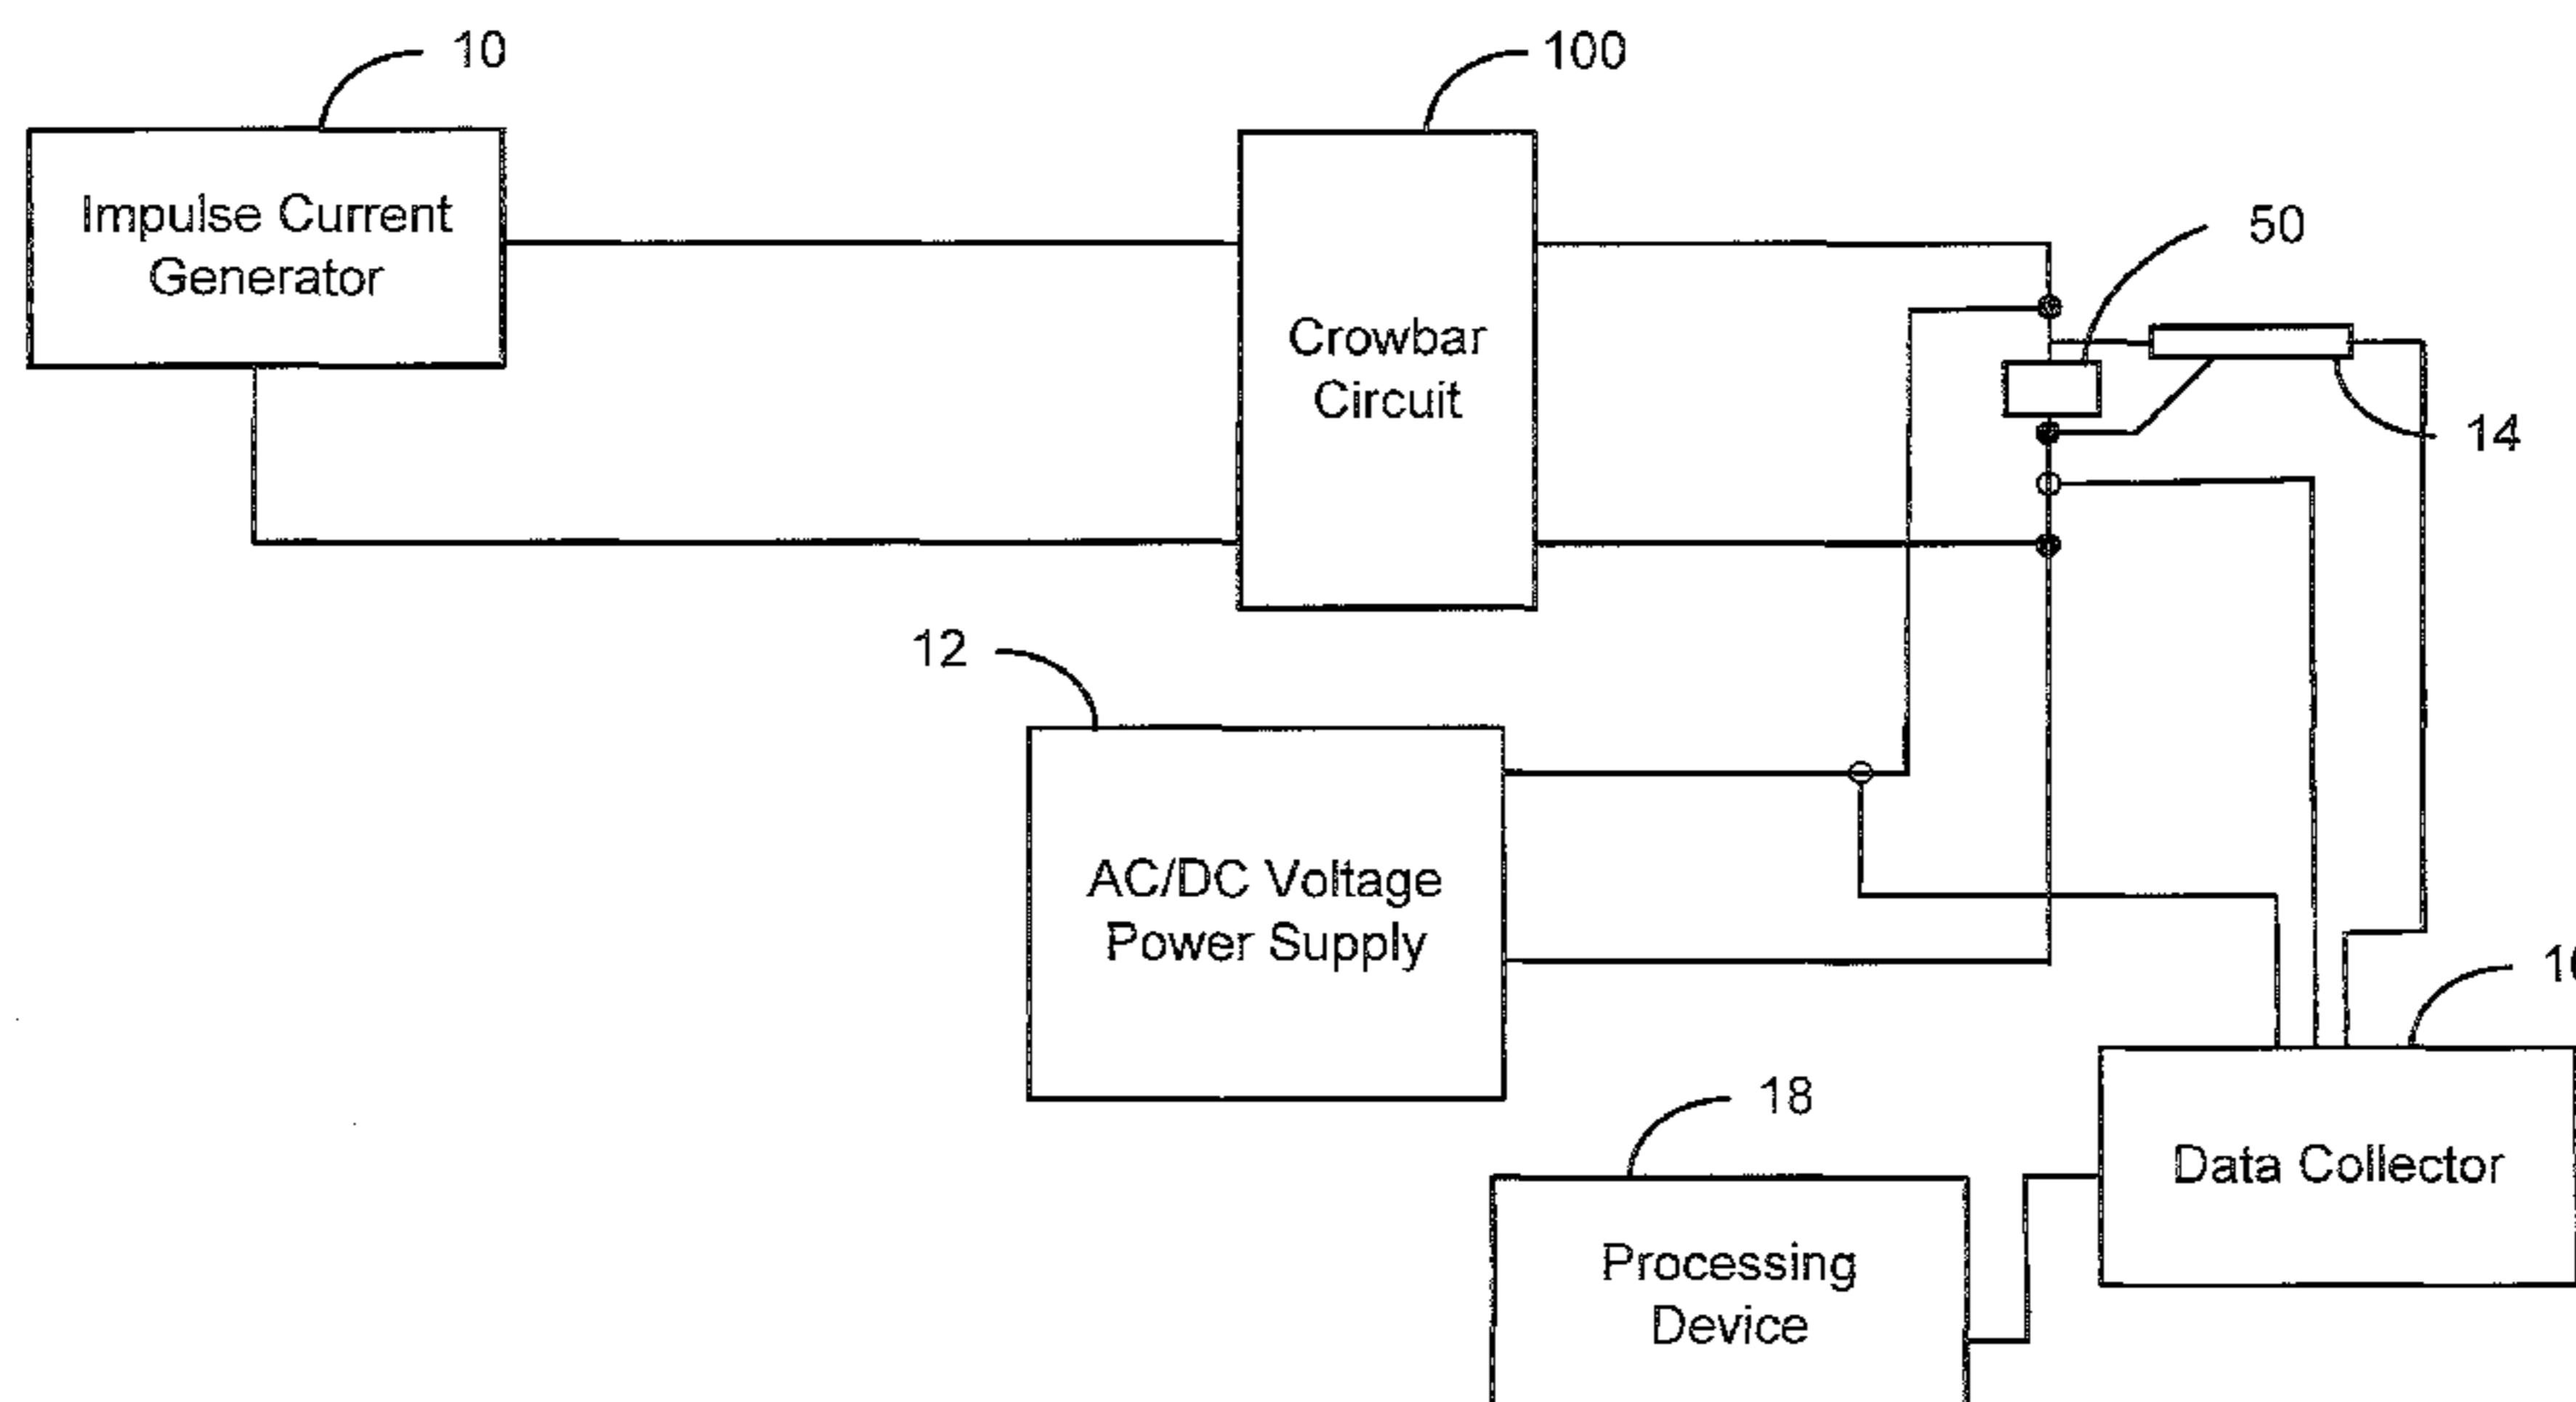 10
100
Impulse Current
Generator
50
Crowbar
Circuit
14
12
AC/DC Voltage
Power Supply
18
Data Collector
Processing
Device